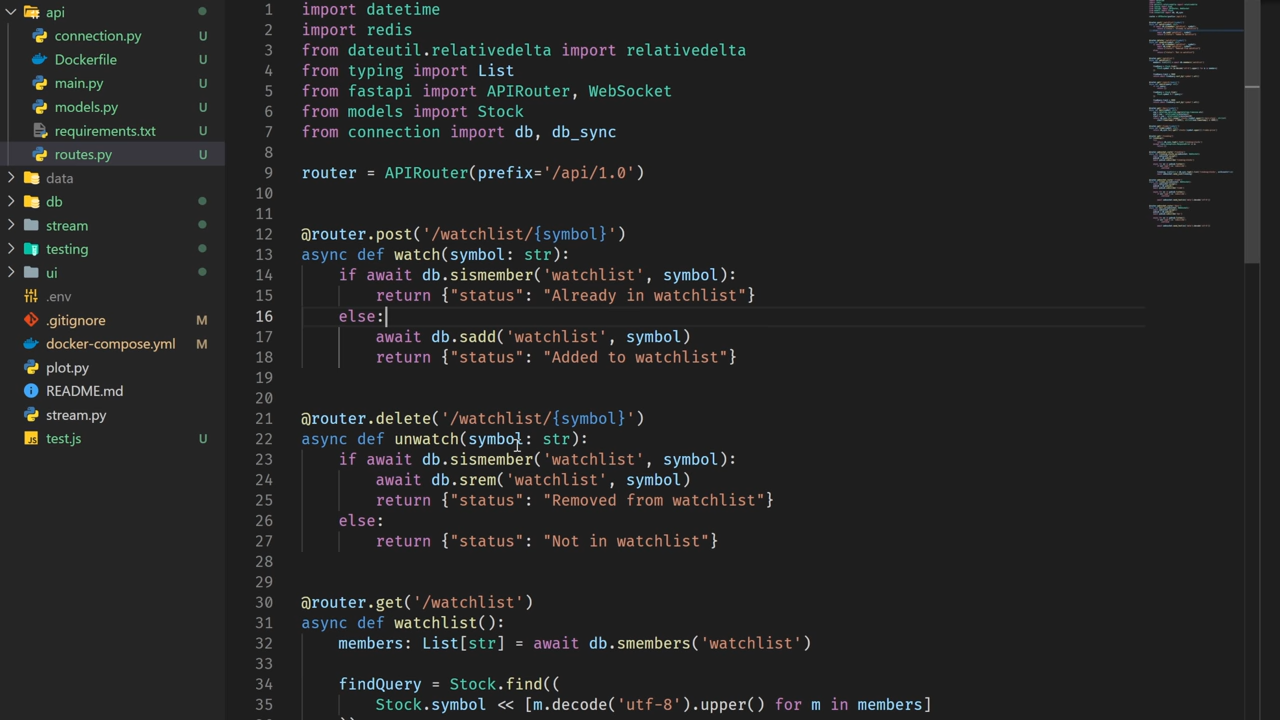 api
connection.py U
Dockerfile U
main.py U
models.py U
requirements.txt U
routes.py U
data
db
stream
testing
ui
.env
.gitignore M
docker-compose.yml M
plot.py
README.md
stream.py
test.js U
1 import datetime
2 import redis
3 from dateutil.relativedelta import relativedelta
4 from typing import List
5 from fastapi import APIRouter, WebSocket
6 from models import Stock
7 from connection import db, db_sync
8
9 router = APIRouter(prefix='/api/1.0')
10
11
12 @router.post('/watchlist/{symbol}')
13 async def watch(symbol: str):
14     if await db.sismember('watchlist', symbol):
15         return {"status": "Already in watchlist"}
16     else:
17         await db.sadd('watchlist', symbol)
18         return {"status": "Added to watchlist"}
19
20
21 @router.delete('/watchlist/{symbol}')
22 async def unwatch(symbol: str):
23     if await db.sismember('watchlist', symbol):
24         await db.srem('watchlist', symbol)
25         return {"status": "Removed from watchlist"}
26     else:
27         return {"status": "Not in watchlist"}
28
29
30 @router.get('/watchlist')
31 async def watchlist():
32     members: List[str] = await db.smembers('watchlist')
33
34     findQuery = Stock.find((
35         Stock.symbol << [m.decode('utf-8').upper() for m in members]